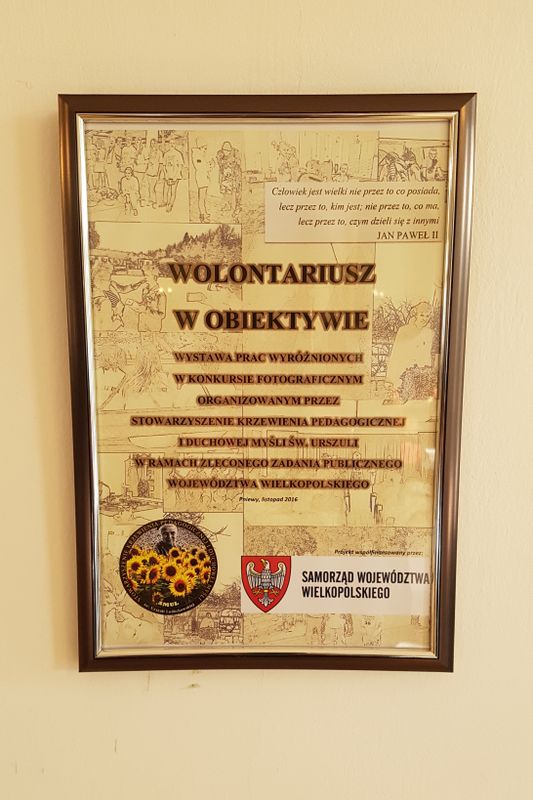 Człowiek jest wielki nie przez to co posiada,
lecz przez to, kim jest; nie przez to, co ma,
lecz przez to, czym dzieli się z innymi
JAN PAWEŁ II
WOLONTARIUSZ
W OBIEKTYWIE
WYSTAWA PRAC WYRÓŻNIONYCH
W KONKURSIE FOTOGRAFICZNYM
ORGANIZOWANYM PRZEZ
STOWARZYSZENIE KRZEWIENIA PEDAGOGICZNEJ
I DUCHOWEJ MYŚLI ŚW. URSZULI
W RAMACH ZLECONEGO ZADANIA PUBLICZNEGO
WOJEWÓDZTWA WIELKOPOLSKIEGO
Pniewy, listopad 2016
Projekt współfinansowany przez:
SAMORZĄD WOJEWÓDZTWA
WIELKOPOLSKIEGO